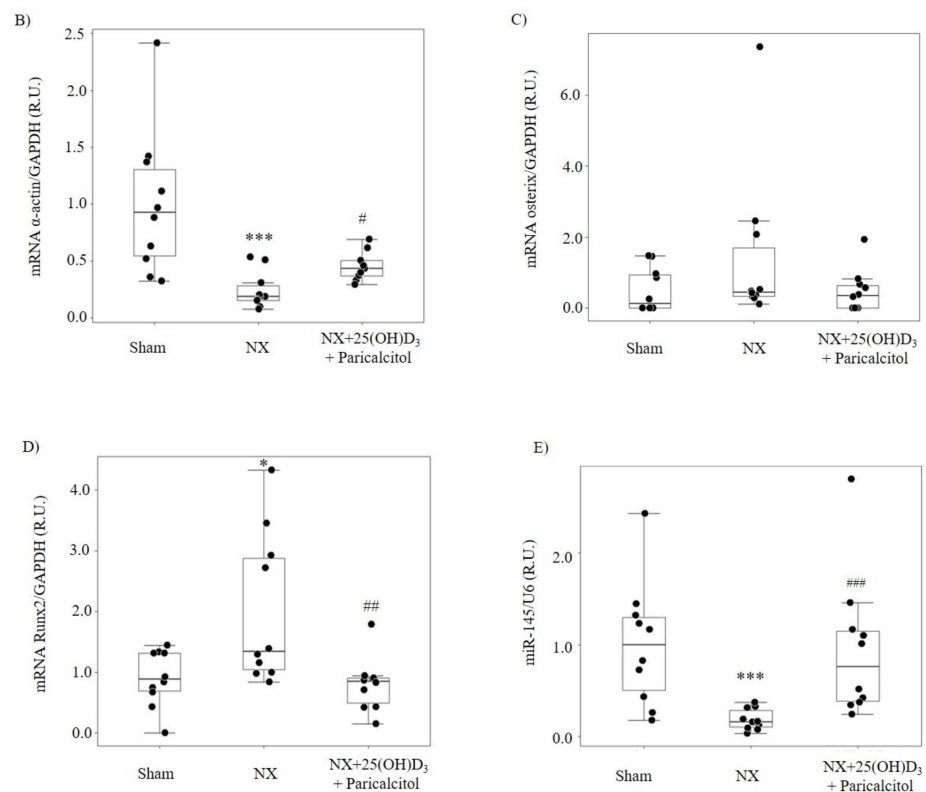 B)
mRNA α-actin/GAPDH (R.U.)
2.5
2.0
1.5
1.0
0.5
0.0
***
#
Sham
NX
NX+25(OH)D₃
+ Paricalcitol
C)
mRNA osterix/GAPDH (R.U.)
6.0
4.0
2.0
0.0
Sham
NX
NX+25(OH)D₃
+ Paricalcitol
D)
mRNA Runx2/GAPDH (R.U.)
4.0
3.0
2.0
1.0
0.0
*
##
Sham
NX
NX+25(OH)D₃
+ Paricalcitol
E)
miR-145/U6 (R.U.)
2.0
1.0
0.0
***
###
Sham
NX
NX+25(OH)D₃
+ Paricalcitol